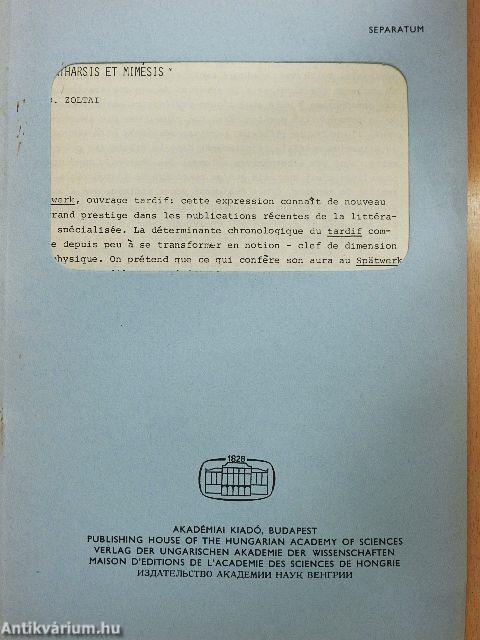 SEPARATUM
THARSIS ET MIMÉSIS *
D. ZOLTAI
werk, ouvrage tardif: cette expression connaît de nouveau
rand prestige dans les publications récentes de la littéra-
spécialisée. La déterminante chronologique du tardif com-
e depuis peu à se transformer en notion - clef de dimension
physique. On prétend que ce qui confère son aura au Spätwerk
1828
AKADÉMIAI KIADÓ, BUDAPEST
PUBLISHING HOUSE OF THE HUNGARIAN ACADEMY OF SCIENCES
VERLAG DER UNGARISCHEN AKADEMIE DER WISSENSCHAFTEN
MAISON D'EDITIONS DE L'ACADEMIE DES SCIENCES DE HONGRIE
ИЗДАТЕЛЬСТВО АКАДЕМИИ НАУК ВЕНГРИИ
Antikvárium.hu